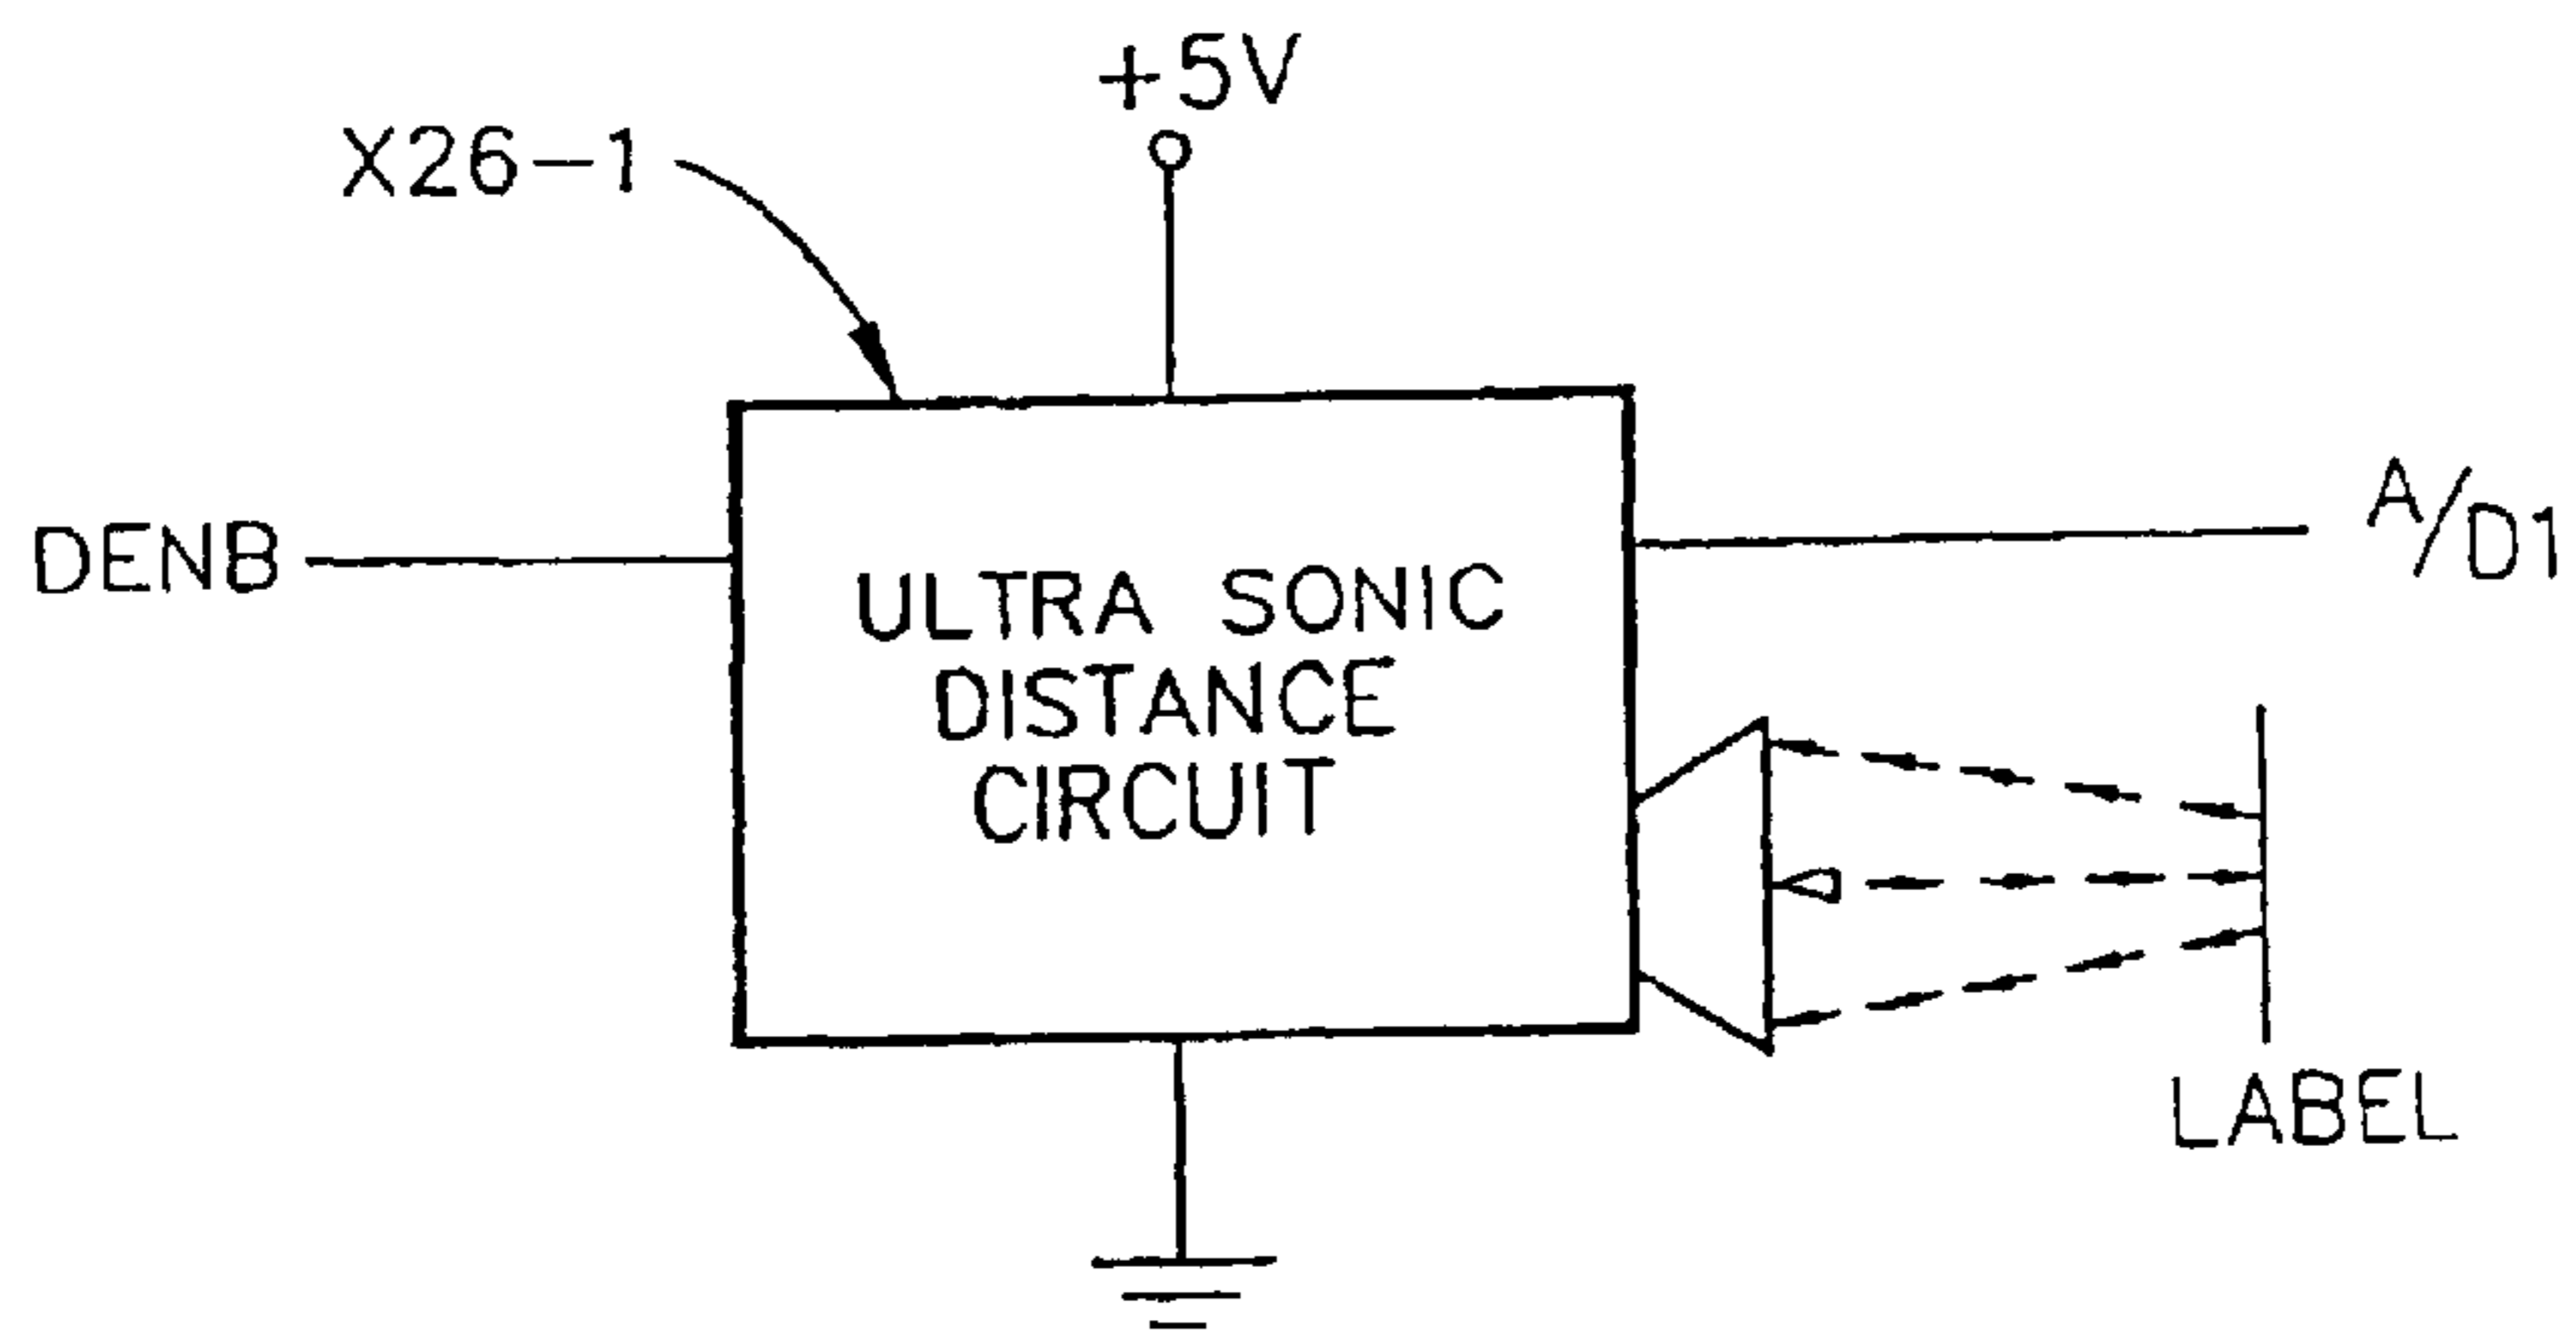 +5V
X26-1
DENB
A/D1
ULTRA SONIC
DISTANCE
CIRCUIT
LABEL